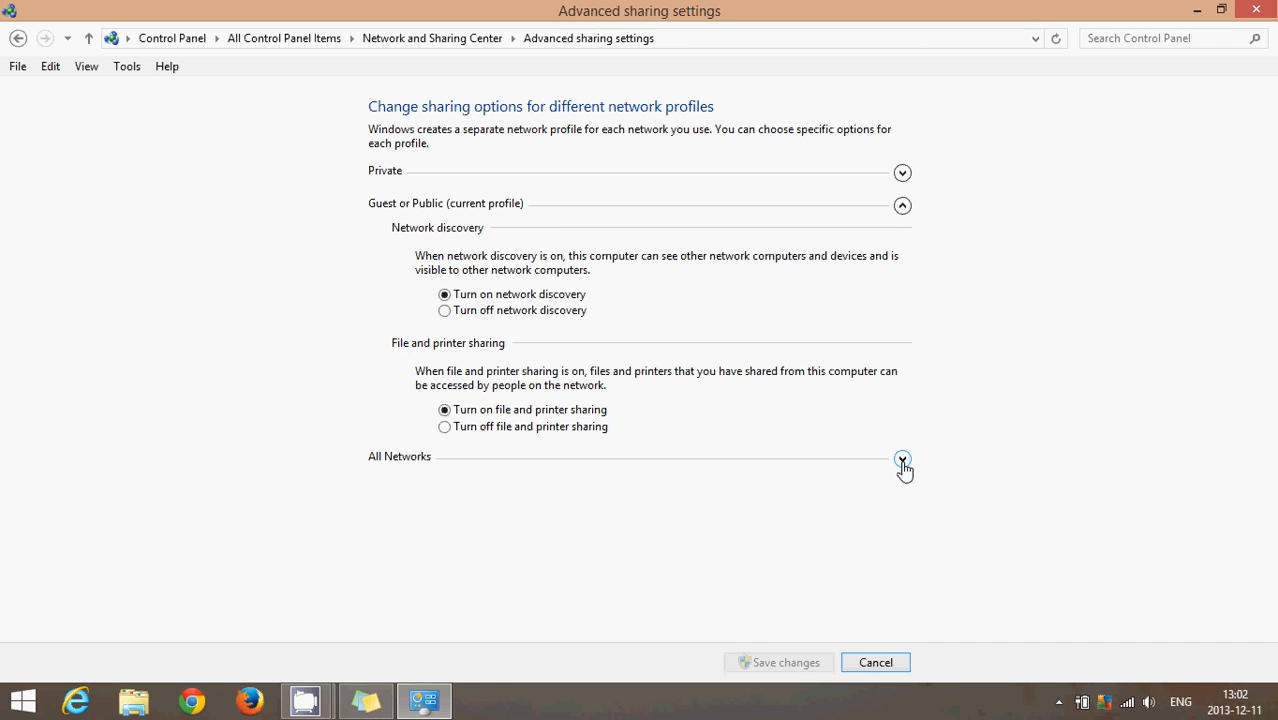 Advanced sharing settings
Control Panel
All Control Panel Items
Network and Sharing Center
Advanced sharing settings
Search Control Panel
File
Edit
View
Tools
Help
Change sharing options for different network profiles
Windows creates a separate network profile for each network you use. You can choose specific options for
each profile.
Private
Guest or Public (current profile)
Network discovery
When network discovery is on, this computer can see other network computers and devices and is
visible to other network computers.
Turn on network discovery
Turn off network discovery
File and printer sharing
When file and printer sharing is on, files and printers that you have shared from this computer can
be accessed by people on the network.
Turn on file and printer sharing
Turn off file and printer sharing
All Networks
Save changes
Cancel
ENG
13:02
2013-12-11